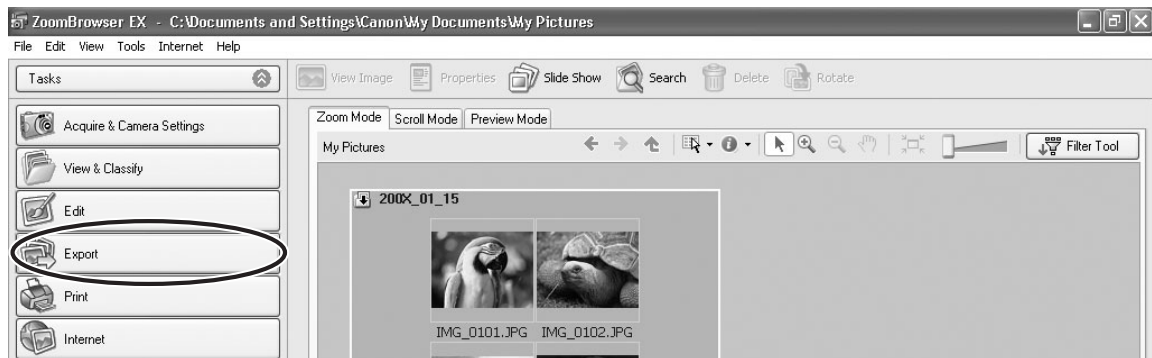 ZoomBrowser EX - C:\Documents and Settings\Canon\My Documents\My Pictures
File Edit View Tools Internet Help
Tasks
View Image Properties Slide Show Search Delete Rotate
Acquire & Camera Settings
View & Classify
Edit
Export
Print
Internet
Zoom Mode Scroll Mode Preview Mode
My Pictures
Filter Tool
200X_01_15
IMG_0101.JPG IMG_0102.JPG